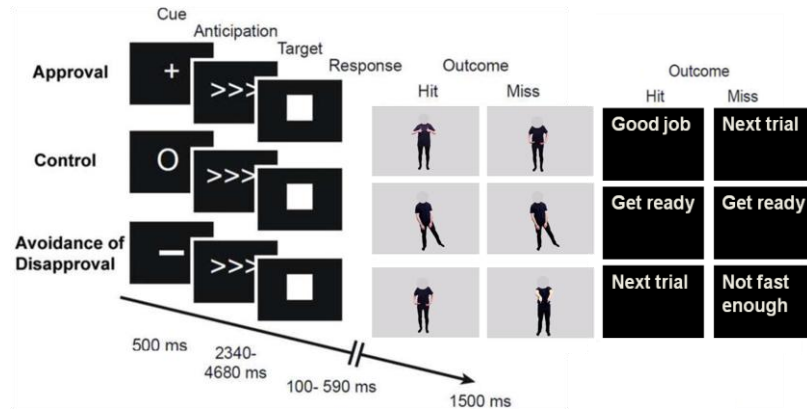 Cue
Anticipation
Target
Response
Outcome
Hit
Miss
Outcome
Hit
Miss
Approval
+
>>>
Good job
Next trial
Control
O
>>>
Get ready
Get ready
Avoidance of
Disapproval
–
>>>
Next trial
Not fast
enough
500 ms
2340-
4680 ms
100- 590 ms
1500 ms